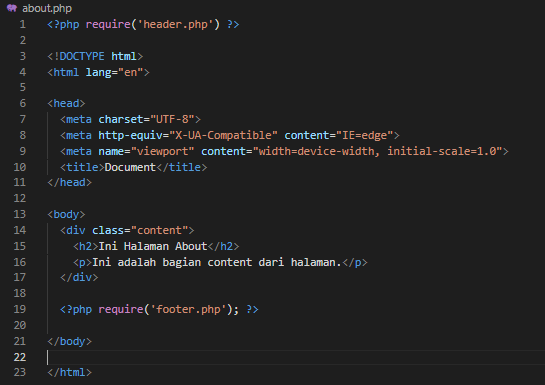 about.php
1 <?php require('header.php') ?>
2
3 <!DOCTYPE html>
4 <html lang="en">
5
6 <head>
7   <meta charset="UTF-8">
8   <meta http-equiv="X-UA-Compatible" content="IE=edge">
9   <meta name="viewport" content="width=device-width, initial-scale=1.0">
10   <title>Document</title>
11 </head>
12
13 <body>
14   <div class="content">
15     <h2>Ini Halaman About</h2>
16     <p>Ini adalah bagian content dari halaman.</p>
17   </div>
18
19   <?php require('footer.php'); ?>
20
21 </body>
22
23 </html>